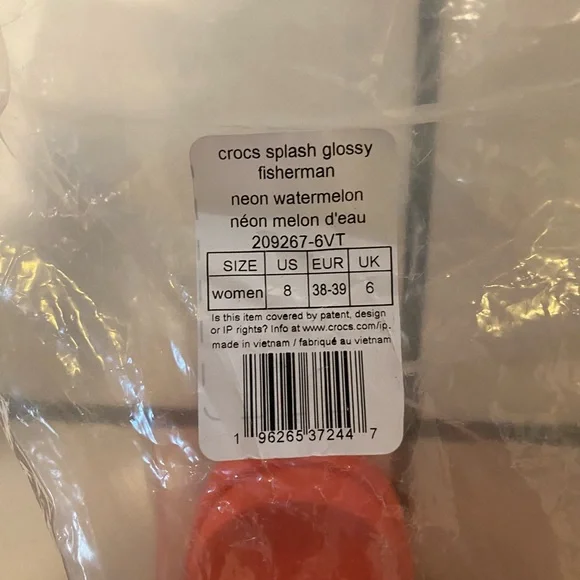 crocs splash glossy
fisherman
neon watermelon
néon melon d'eau
209267-6VT
SIZE US EUR UK
women 8 38-39 6
Is this item covered by patent, design
or IP rights? Info at www.crocs.com/ip.
made in vietnam / fabriqué au vietnam
1 96265 37244 7